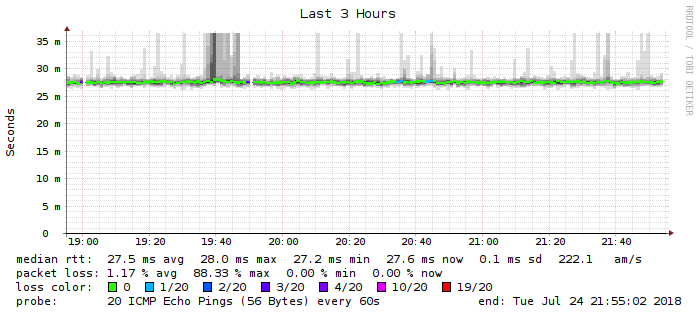 Last 3 Hours
RRDTOOL / TOBI OETIKER
Seconds
35 m
30 m
25 m
20 m
15 m
10 m
5 m
0
19:00 19:20 19:40 20:00 20:20 20:40 21:00 21:20 21:40
median rtt: 27.5 ms avg 28.0 ms max 27.2 ms min 27.6 ms now 0.1 ms sd 222.1 am/s
packet loss: 1.17 % avg 88.33 % max 0.00 % min 0.00 % now
loss color: 0 1/20 2/20 3/20 4/20 10/20 19/20
probe: 20 ICMP Echo Pings (56 Bytes) every 60s end: Tue Jul 24 21:55:02 2018